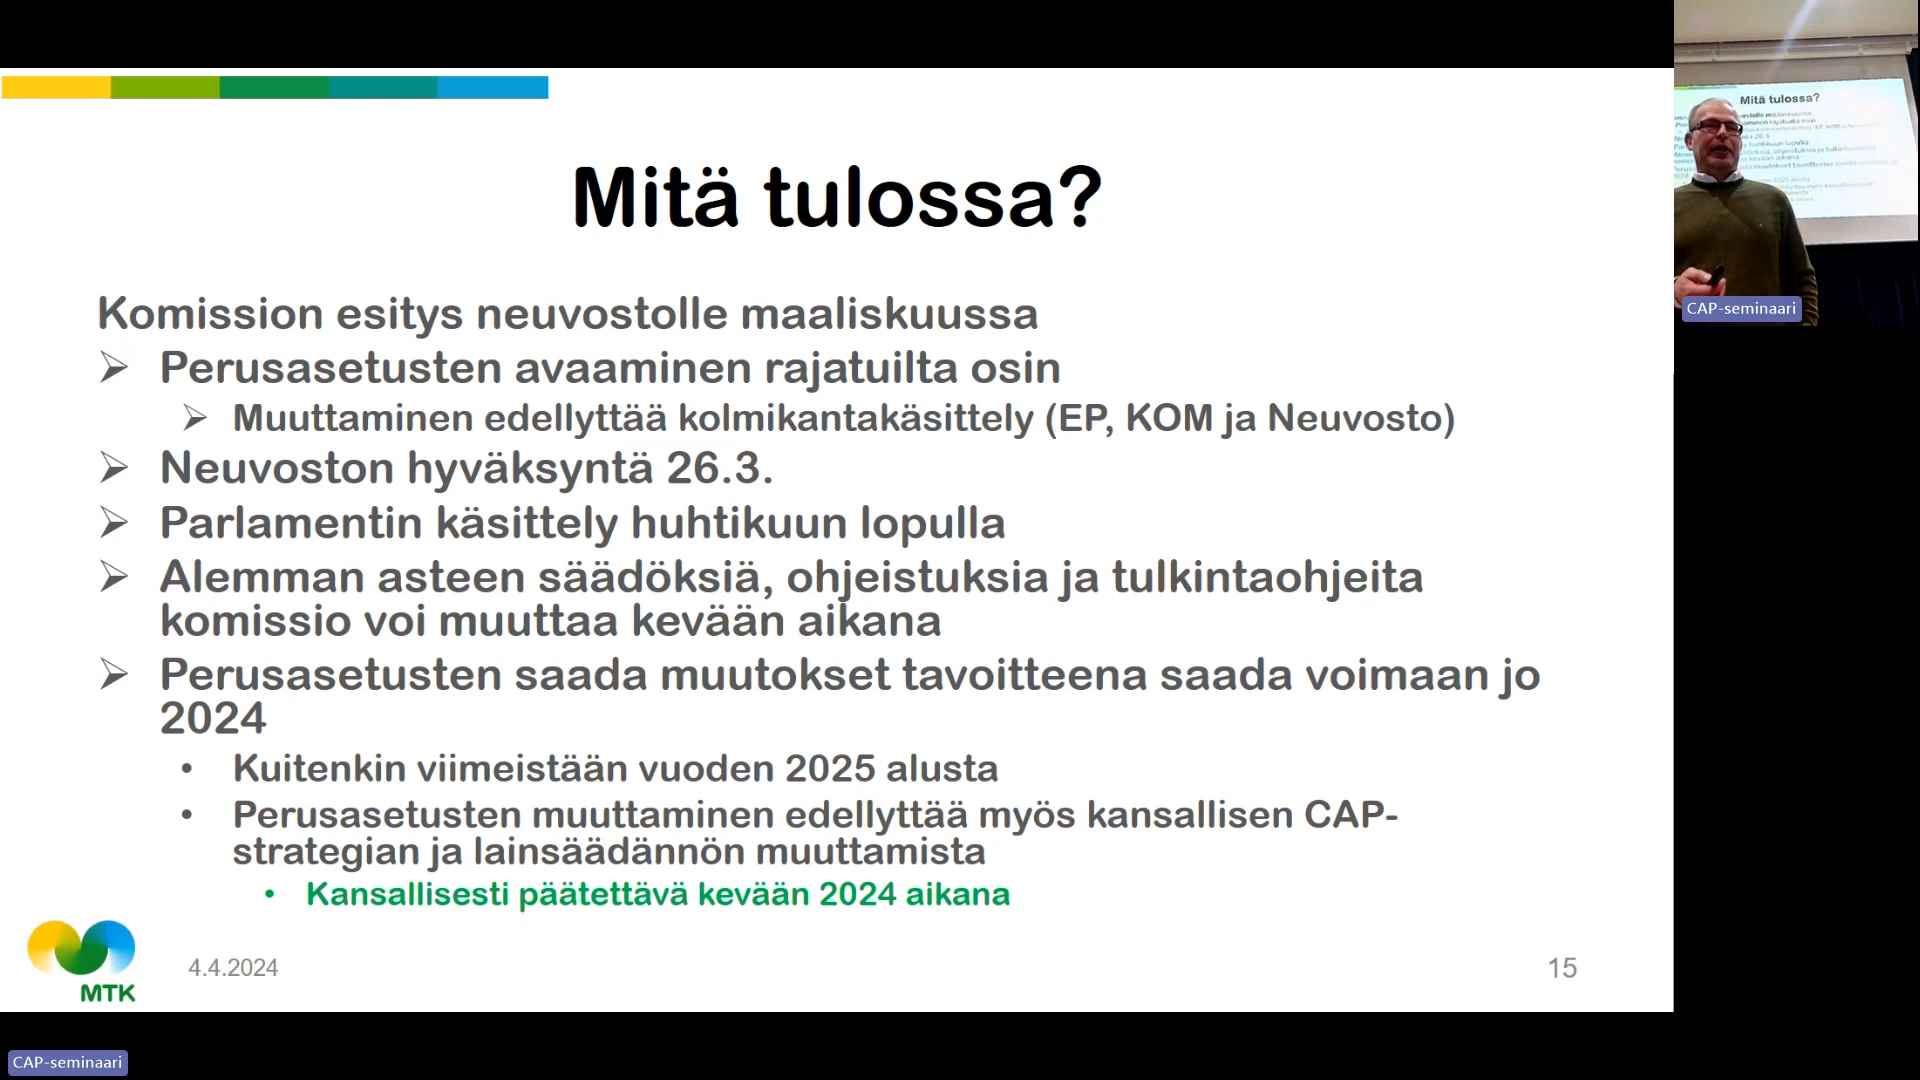 Mitä tulossa?
Komission esitys neuvostolle maaliskuussa
Perusasetusten avaaminen rajatuilta osin
Muuttaminen edellyttää kolmikantakäsittely (EP, KOM ja Neuvosto)
Neuvoston hyväksyntä 26.3.
Parlamentin käsittely huhtikuun lopulla
Alemman asteen säädöksiä, ohjeistuksia ja tulkintaohjeita
komissio voi muuttaa kevään aikana
Perusasetusten saada muutokset tavoitteena saada voimaan jo
2024
Kuitenkin viimeistään vuoden 2025 alusta
Perusasetusten muuttaminen edellyttää myös kansallisen CAP-
strategian ja lainsäädännön muuttamista
Kansallisesti päätettävä kevään 2024 aikana
MTK
4.4.2024
15
CAP-seminaari
Mitä tulossa?
CAP-seminaari